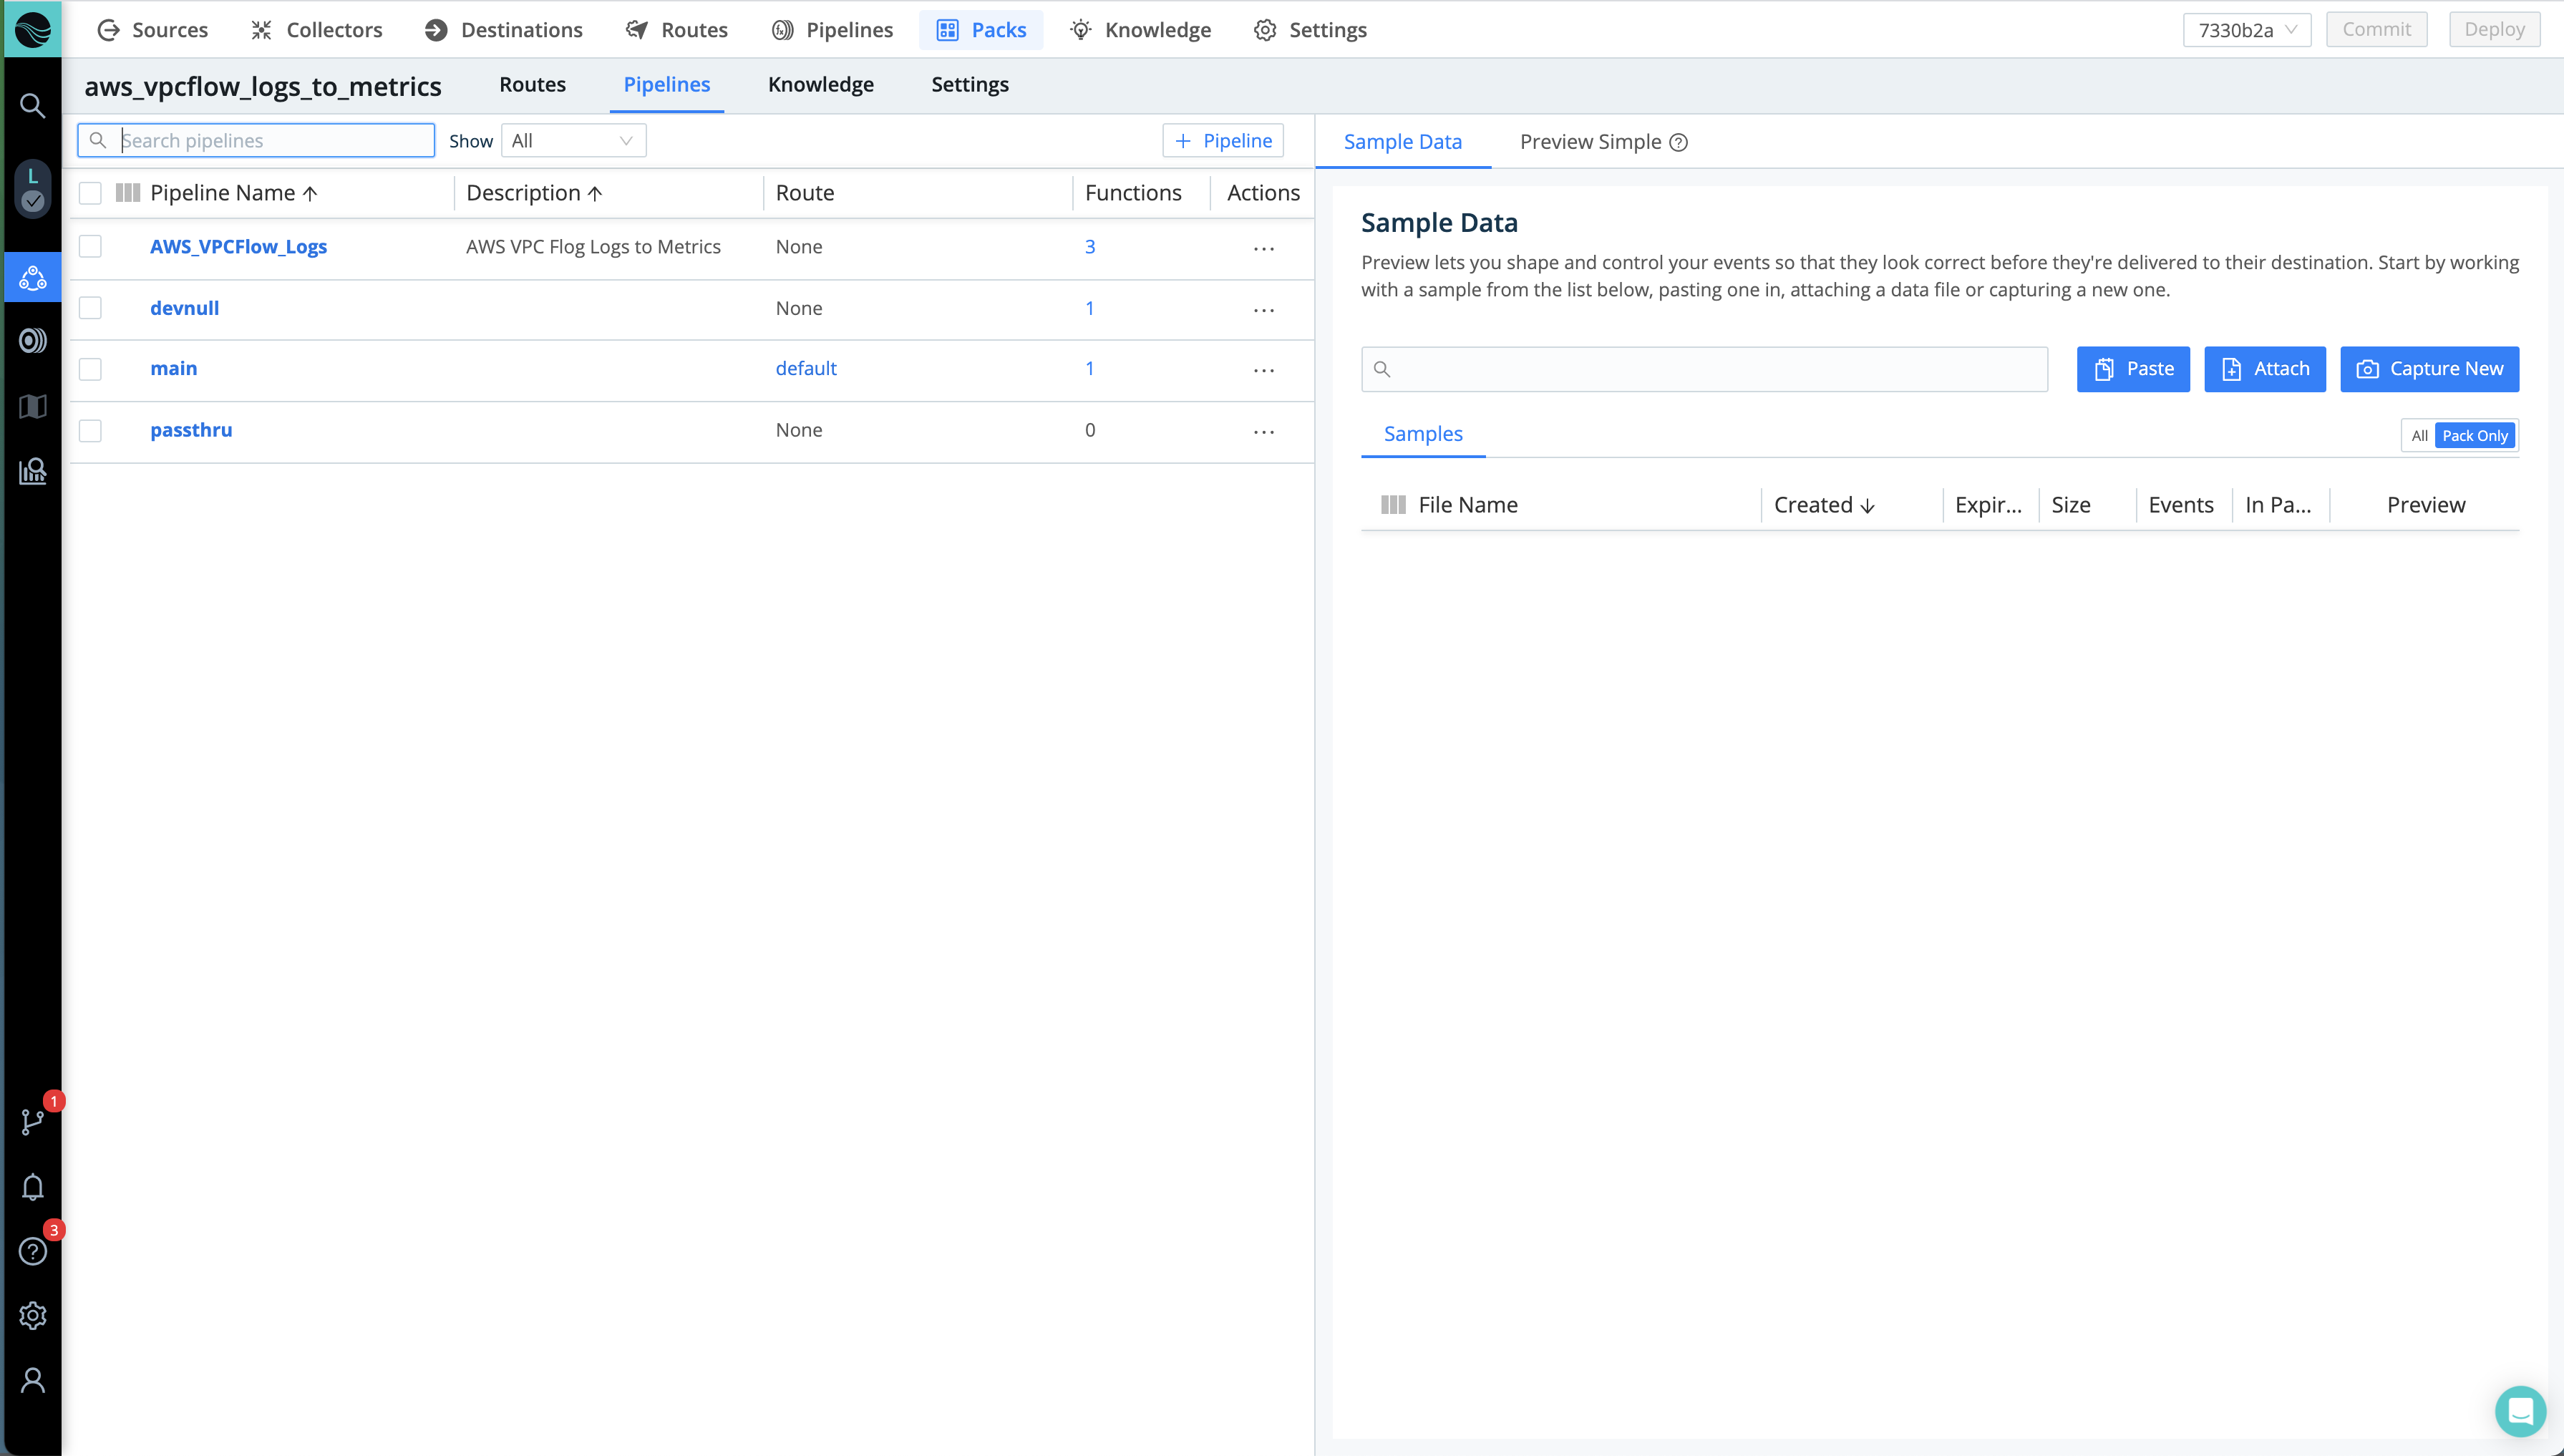 Sources Collectors Destinations Routes Pipelines Packs Knowledge Settings 7330b2a Commit Deploy
aws_vpcflow_logs_to_metrics Routes Pipelines Knowledge Settings
Search pipelines Show All + Pipeline
Sample Data Preview Simple ?
L
Pipeline Name ↑ Description ↑ Route Functions Actions
AWS_VPCFlow_Logs AWS VPC Flog Logs to Metrics None 3 ...
devnull None 1 ...
main default 1 ...
passthru None 0 ...
Sample Data
Preview lets you shape and control your events so that they look correct before they're delivered to their destination. Start by working
with a sample from the list below, pasting one in, attaching a data file or capturing a new one.
Paste Attach Capture New
Samples All Pack Only
File Name Created ↓ Expir... Size Events In Pa... Preview
1
3
?